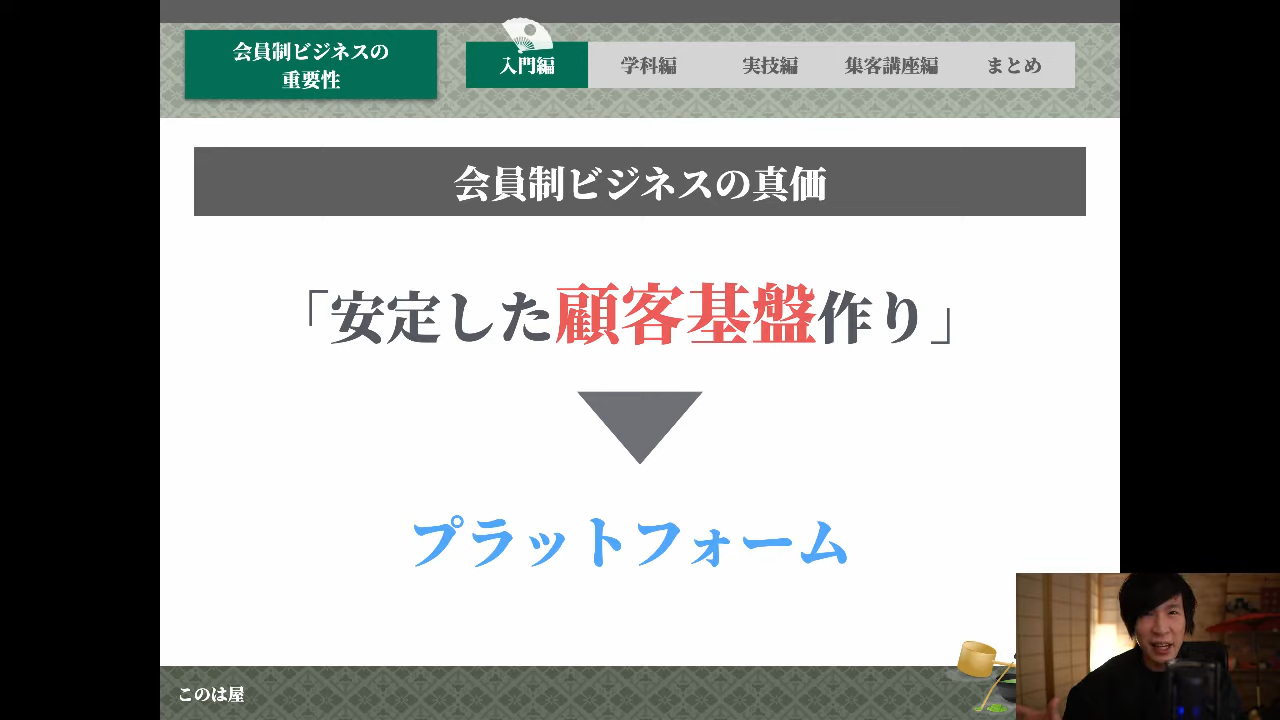 会員制ビジネスの
重要性
入門編 学科編 実技編 集客講座編 まとめ
会員制ビジネスの真価
「安定した顧客基盤作り」
プラットフォーム
このは屋